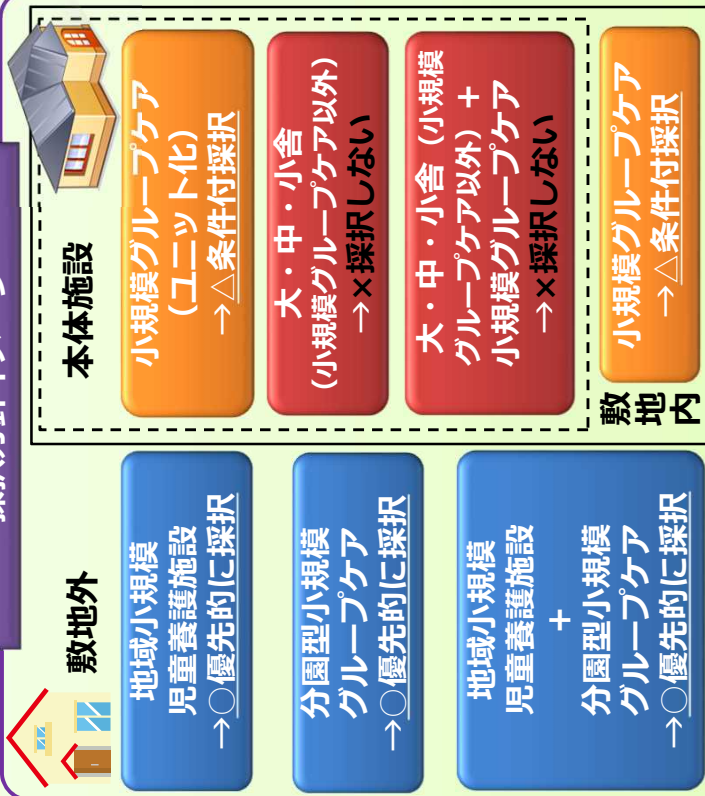 敷地外
地域小規模
児童養護施設
→○優先的に採択
分園型小規模
グループケア
→○優先的に採択
地域小規模
児童養護施設
+
分園型小規模
グループケア
→○優先的に採択
本体施設
小規模グループケア
(ユニット化)
→△条件付採択
大・中・小舎
(小規模グループケア以外)
→×採択しない
大・中・小舎(小規模
グループケア以外)+
小規模グループケア
→×採択しない
敷地内
小規模グループケア
→△条件付採択